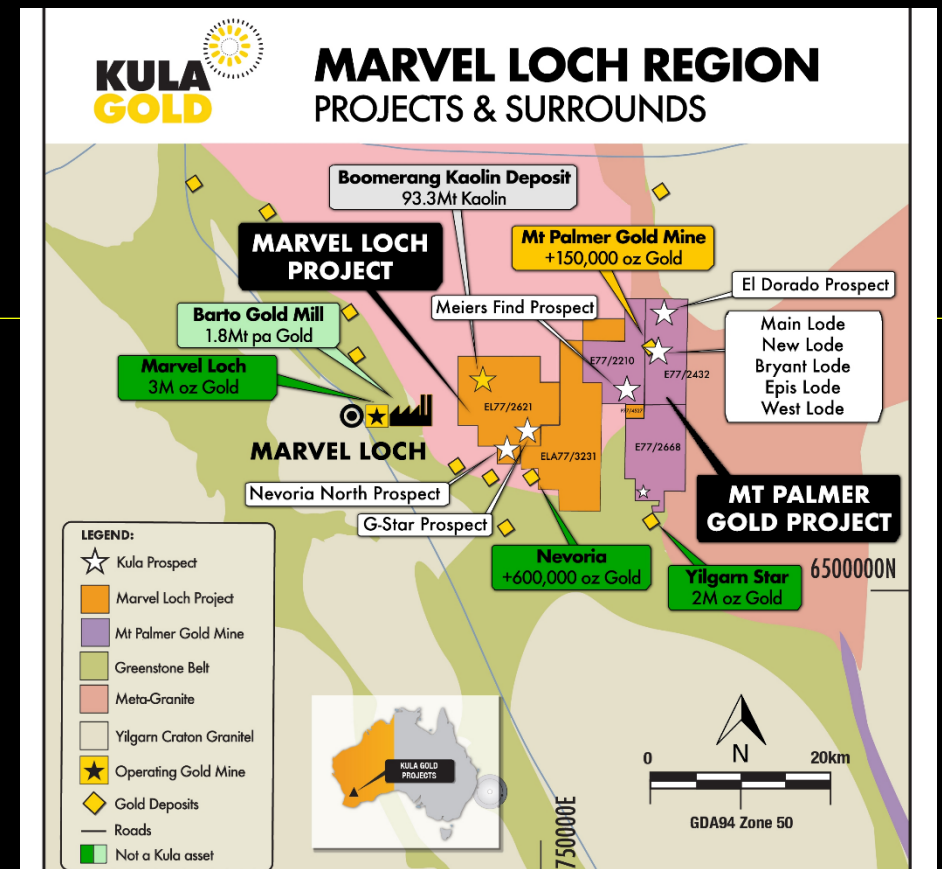 KULA
GOLD
MARVEL LOCH REGION
PROJECTS & SURROUNDS
Boomerang Kaolin Deposit
93.3Mt Kaolin
MARVEL LOCH
PROJECT
Mt Palmer Gold Mine
+150,000 oz Gold
El Dorado Prospect
Meiers Find Prospect
Barto Gold Mill
1.8Mt pa Gold
Main Lode
New Lode
Bryant Lode
Epis Lode
West Lode
Marvel Loch
3M oz Gold
E77/2210
E77/2432
EL77/2621
MARVEL LOCH
ELA77/3231
E77/2668
Nevoria North Prospect
G-Star Prospect
MT PALMER
GOLD PROJECT
Nevoria
+600,000 oz Gold
Yilgarn Star
2M oz Gold
6500000N
LEGEND:
Kula Prospect
Marvel Loch Project
Mt Palmer Gold Mine
Greenstone Belt
Meta-Granite
Yilgarn Craton Granitel
Operating Gold Mine
Gold Deposits
Roads
Not a Kula asset
KULA GOLD
PROJECTS
750000E
N
0 20km
GDA94 Zone 50